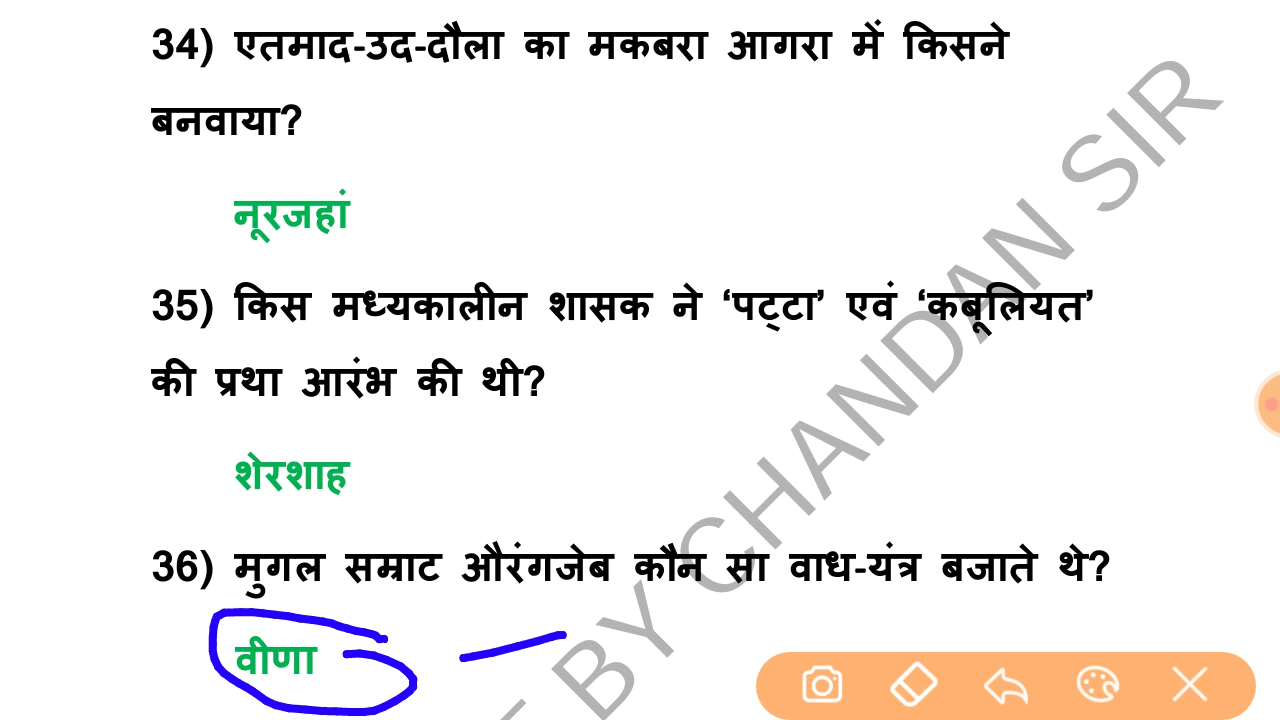 34) एतमाद-उद-दौला का मकबरा आगरा में किसने
बनवाया?
नूरजहां
35) किस मध्यकालीन शासक ने ‘पट्टा’ एवं ‘कबूलियत’
की प्रथा आरंभ की थी?
शेरशाह
36) मुगल सम्राट औरंगजेब कौन सा वाध-यंत्र बजाते थे?
वीणा
BY CHANDAN SIR